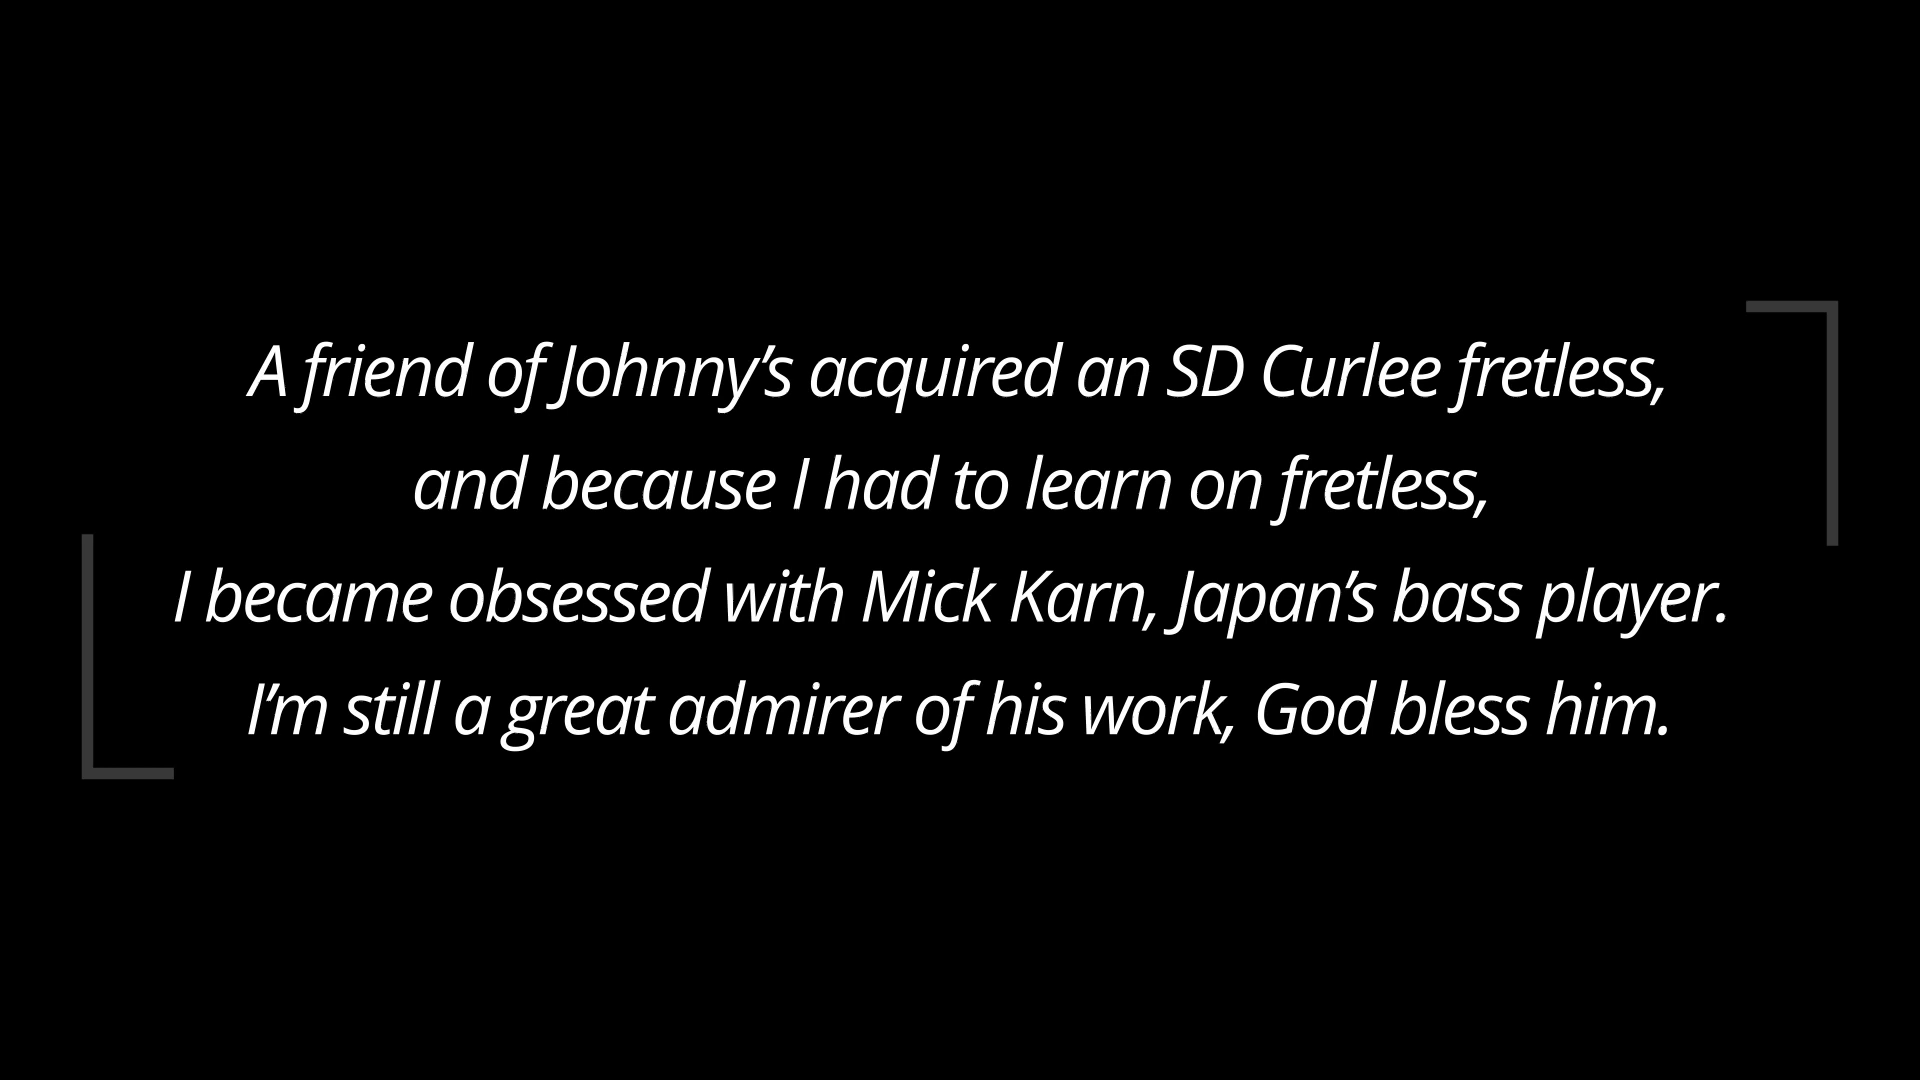 A friend of Johnny’s acquired an SD Curlee fretless,
and because I had to learn on fretless,
I became obsessed with Mick Karn, Japan’s bass player.
I’m still a great admirer of his work, God bless him.